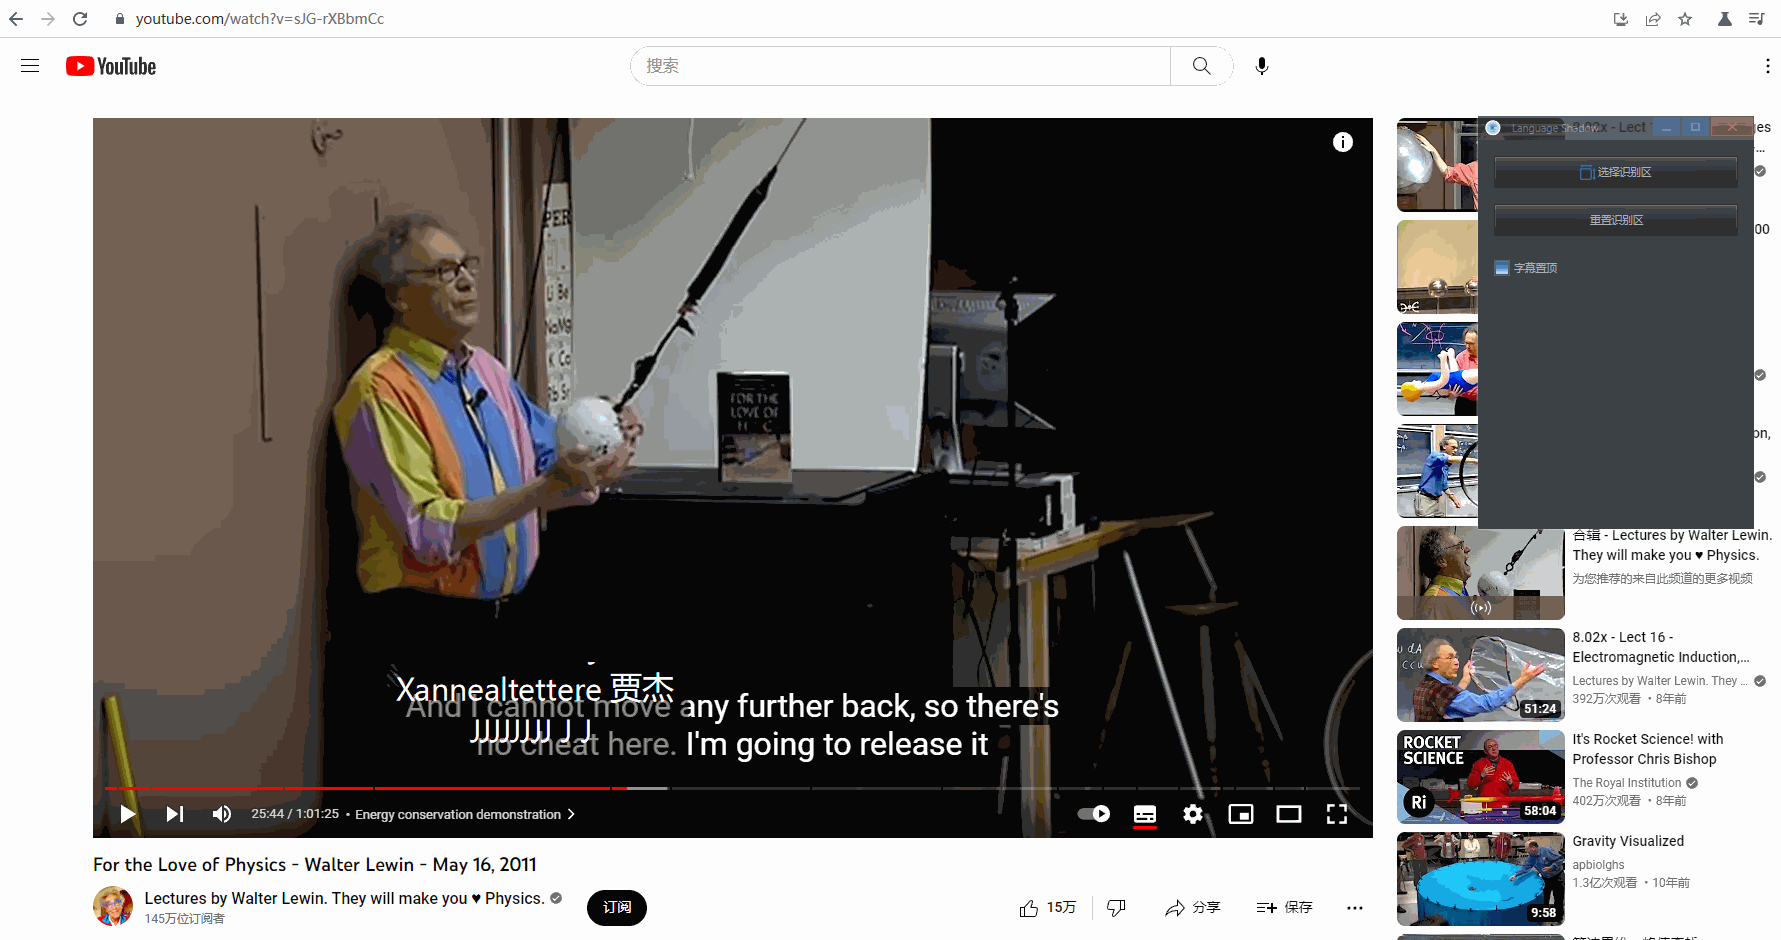 youtube.com/watch?v=sJG-rXBbmCc
YouTube
搜索
PER
H
Li Be
NaMg
K Ca
Rb Sr
FOR THE
LOVE OF
Xannealtettere 贾杰
And I cannot move any further back, so there's
JJJJJJJJ J J
no cheat here. I'm going to release it
25:44 / 1:01:25 • Energy conservation demonstration
For the Love of Physics - Walter Lewin - May 16, 2011
Lectures by Walter Lewin. They will make you ♥ Physics.
145万位订阅者
订阅
15万
分享
保存
8.02x - Lect 1
Language Shadow
选择识别区
重置识别区
字幕置顶
合辑 - Lectures by Walter Lewin.
They will make you ♥ Physics.
为您推荐的来自此频道的更多视频
8.02x - Lect 16 -
Electromagnetic Induction,...
Lectures by Walter Lewin. They ...
392万次观看 • 8年前
51:24
ROCKET
SCIENCE
Ri
58:04
It's Rocket Science! with
Professor Chris Bishop
The Royal Institution
402万次观看 • 8年前
Gravity Visualized
apbiolghs
1.3亿次观看 • 10年前
9:58